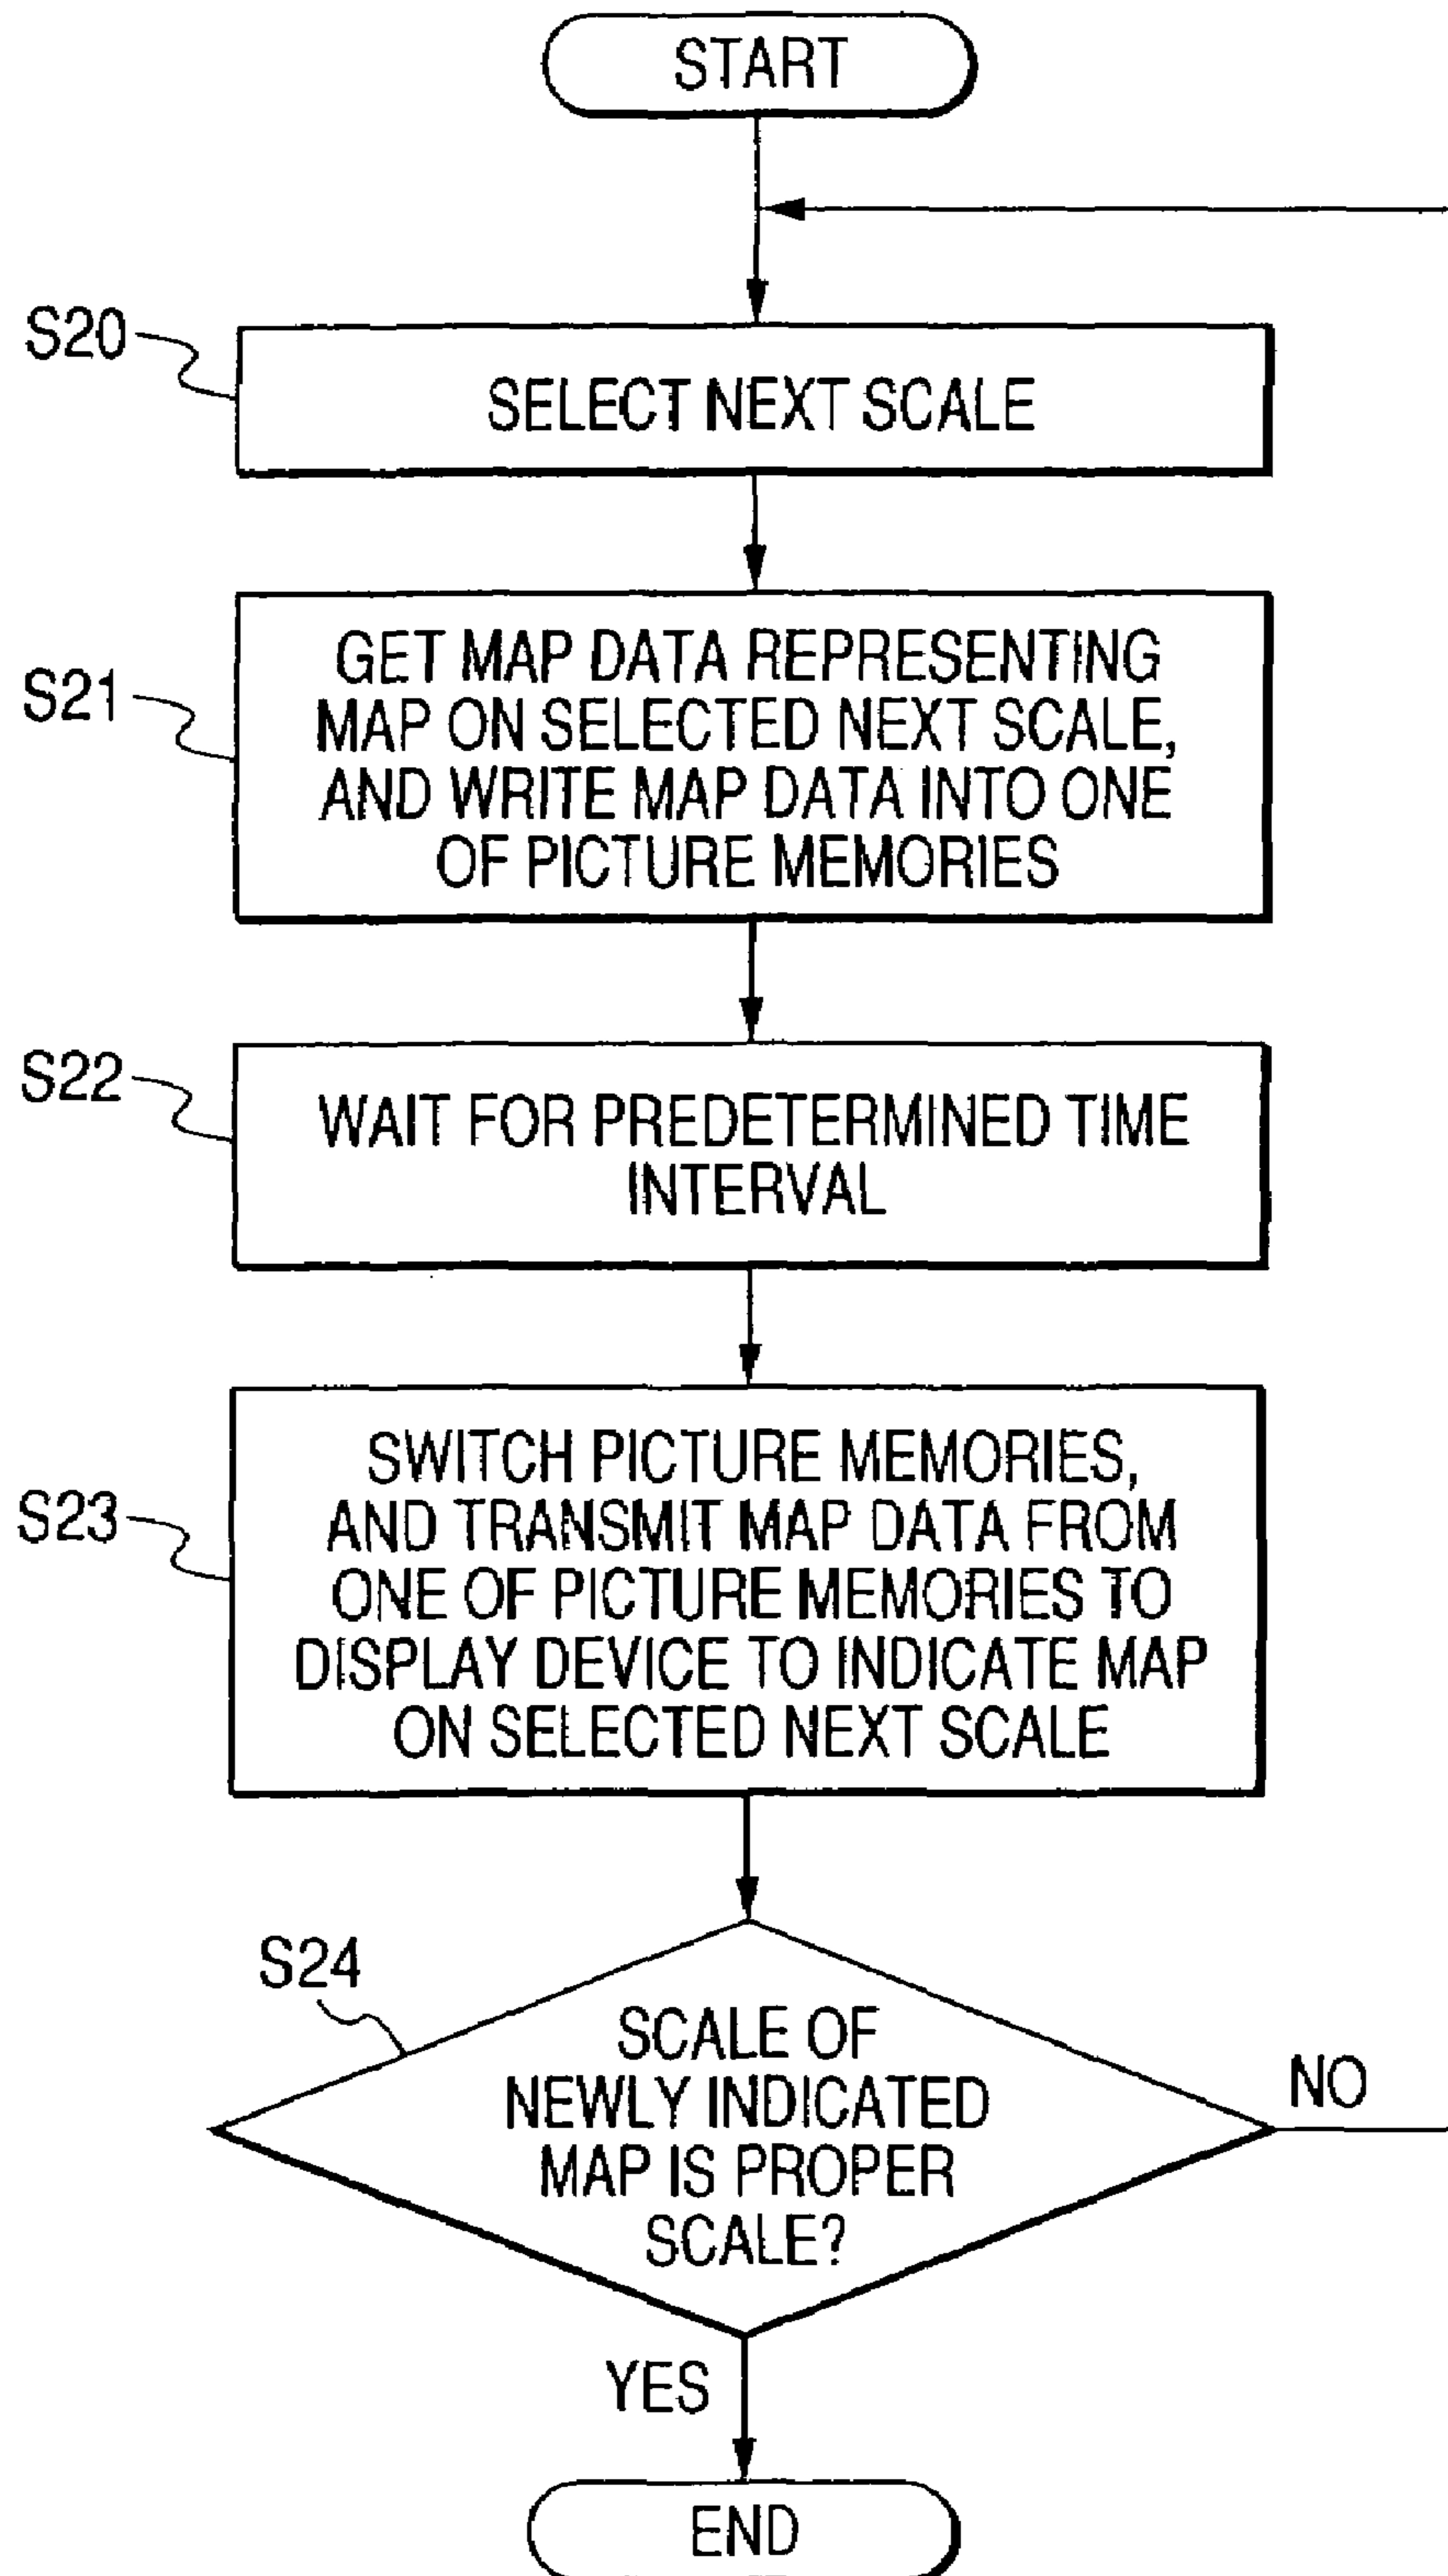 START
S20
SELECT NEXT SCALE
S21
GET MAP DATA REPRESENTING
MAP ON SELECTED NEXT SCALE,
AND WRITE MAP DATA INTO ONE
OF PICTURE MEMORIES
S22
WAIT FOR PREDETERMINED TIME
INTERVAL
S23
SWITCH PICTURE MEMORIES,
AND TRANSMIT MAP DATA FROM
ONE OF PICTURE MEMORIES TO
DISPLAY DEVICE TO INDICATE MAP
ON SELECTED NEXT SCALE
S24
SCALE OF
NEWLY INDICATED
MAP IS PROPER
SCALE?
NO
YES
END